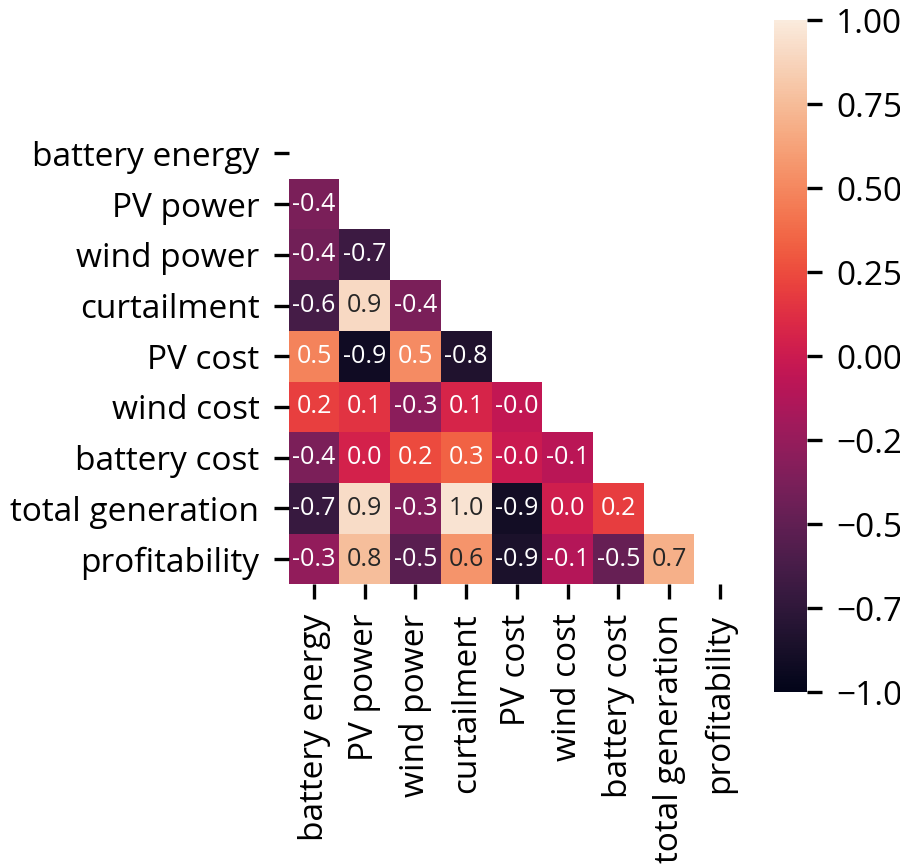 battery energy
PV power -0.4
wind power -0.4 -0.7
curtailment -0.6 0.9 -0.4
PV cost 0.5 -0.9 0.5 -0.8
wind cost 0.2 0.1 -0.3 0.1 -0.0
battery cost -0.4 0.0 0.2 0.3 -0.0 -0.1
total generation -0.7 0.9 -0.3 1.0 -0.9 0.0 0.2
profitability -0.3 0.8 -0.5 0.6 -0.9 -0.1 -0.5 0.7
battery energy
PV power
wind power
curtailment
PV cost
wind cost
battery cost
total generation
profitability
1.00
0.75
0.50
0.25
0.00
−0.2
−0.5
−0.7
−1.0